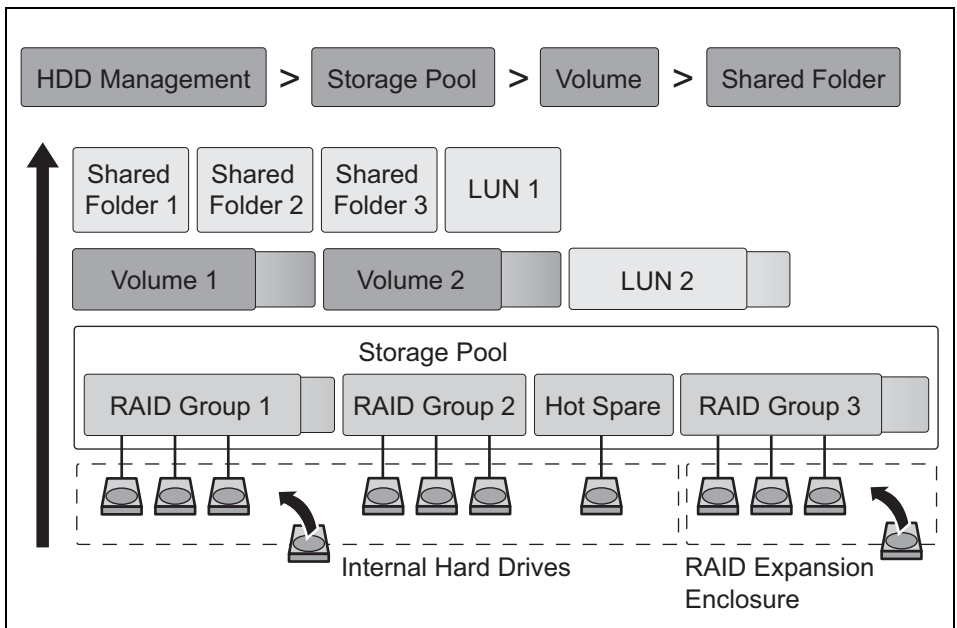 HDD Management > Storage Pool > Volume > Shared Folder
Shared Folder 1
Shared Folder 2
Shared Folder 3
LUN 1
Volume 1
Volume 2
LUN 2
Storage Pool
RAID Group 1
RAID Group 2
Hot Spare
RAID Group 3
Internal Hard Drives
RAID Expansion
Enclosure